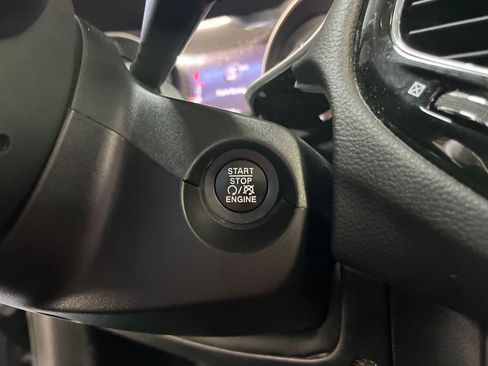 START
STOP
/
ENGINE